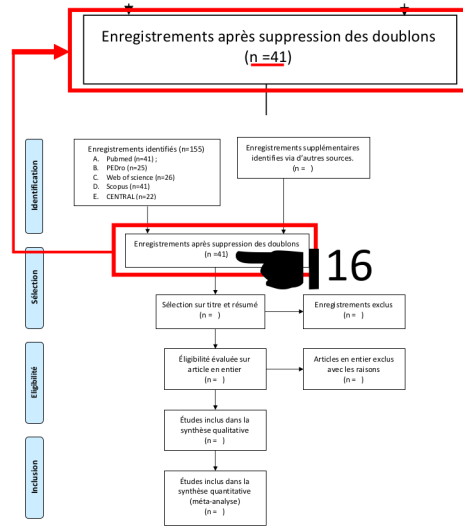 Enregistrements après suppression des doublons
(n =41)
Identification
Enregistrements identifiés (n=155)
A. Pubmed (n=41) ;
B. PEDro (n=25)
C. Web of science (n=26)
D. Scopus (n=41)
E. CENTRAL (n=22)
Enregistrements supplémentaires
identifies via d'autres sources.
(n = )
Enregistrements après suppression des doublons
(n =41)
16
Sélection
Sélection sur titre et résumé
(n = )
Enregistrements exclus
(n = )
Eligibilité
Éligibilité évaluée sur
article en entier
(n = )
Articles en entier exclus
avec les raisons
(n = )
Études inclus dans la
synthèse qualitative
(n = )
Inclusion
Études inclus dans la
synthèse quantitative
(méta-analyse)
(n = )